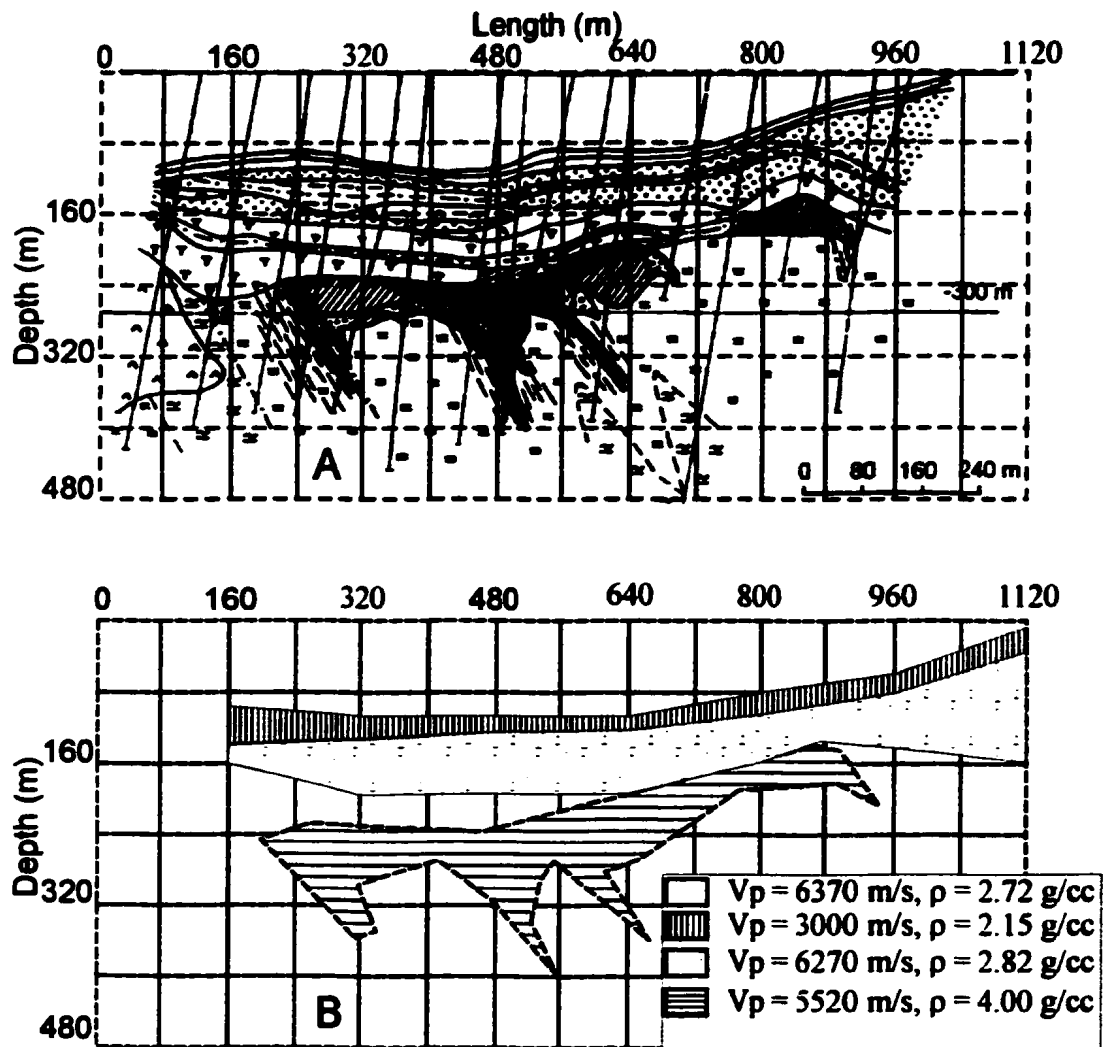 Length (m)
0 160 320 480 640 800 960 1120
160
-300 m
Depth (m)
320
A
0 80 160 240 m
480
0 160 320 480 640 800 960 1120
160
Depth (m)
320
Vp = 6370 m/s, ρ = 2.72 g/cc
Vp = 3000 m/s, ρ = 2.15 g/cc
Vp = 6270 m/s, ρ = 2.82 g/cc
B
Vp = 5520 m/s, ρ = 4.00 g/cc
480